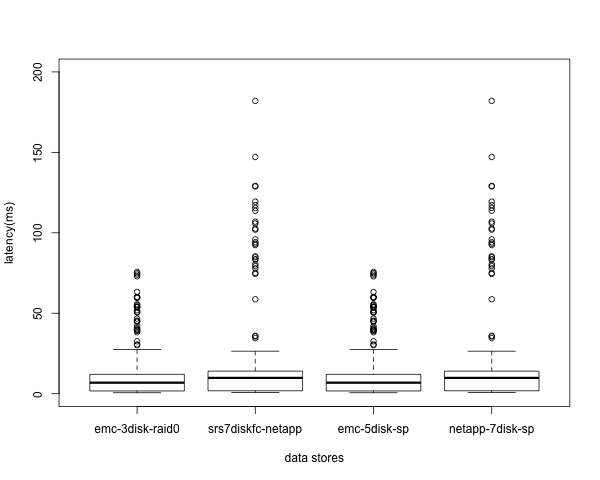 200
150
100
50
0
latency(ms)
emc-3disk-raid0 srs7diskfc-netapp emc-5disk-sp netapp-7disk-sp
data stores